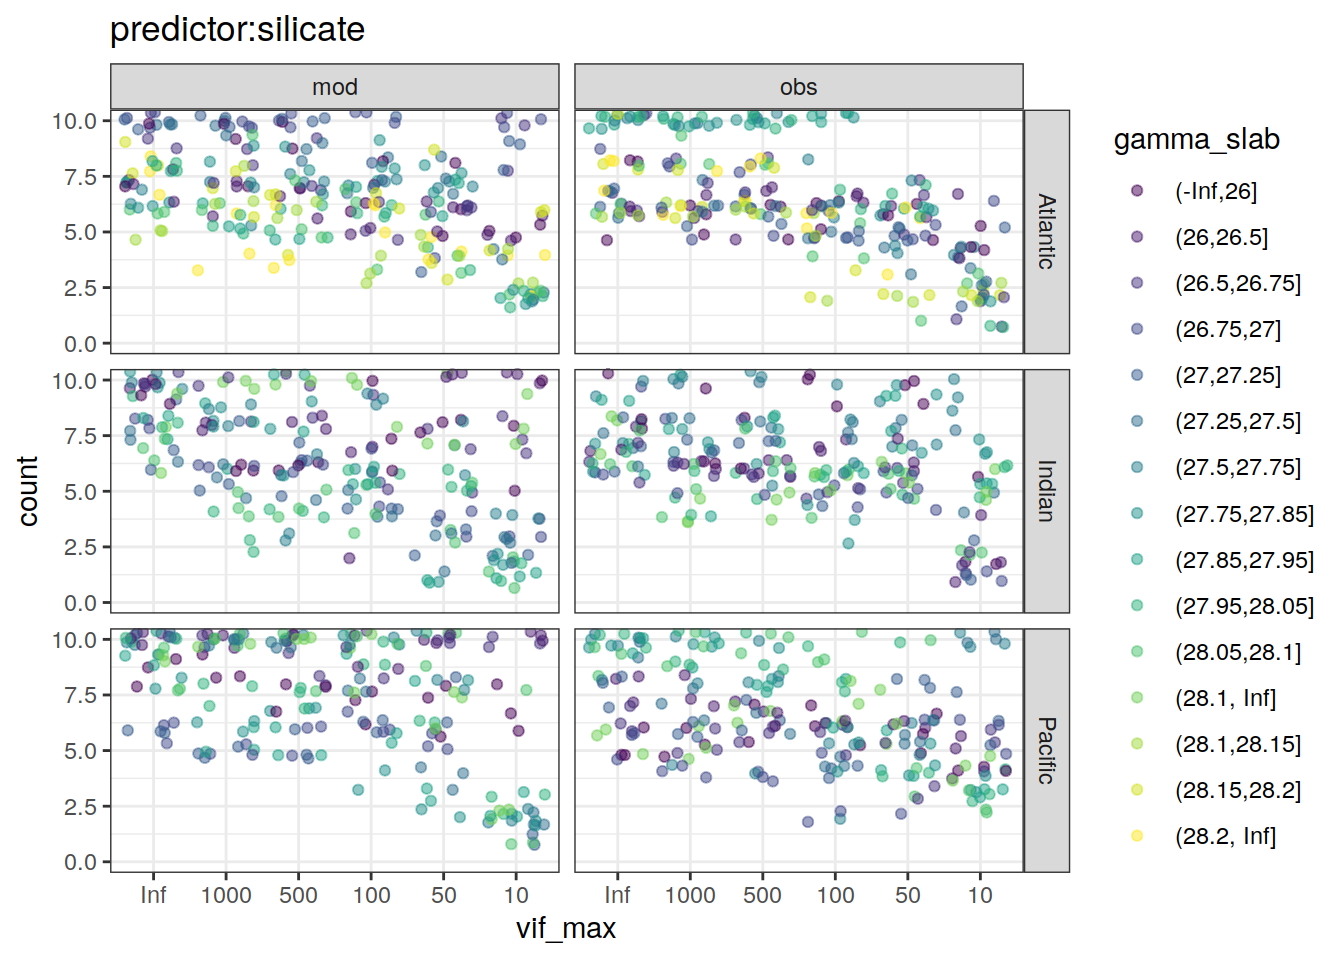 predictor:silicate
mod
obs
count
10.0
7.5
5.0
2.5
0.0
Atlantic
10.0
7.5
5.0
2.5
0.0
Indian
10.0
7.5
5.0
2.5
0.0
Pacific
Inf 1000 500 100 50 10
Inf 1000 500 100 50 10
vif_max
gamma_slab
(-Inf,26]
(26,26.5]
(26.5,26.75]
(26.75,27]
(27,27.25]
(27.25,27.5]
(27.5,27.75]
(27.75,27.85]
(27.85,27.95]
(27.95,28.05]
(28.05,28.1]
(28.1, Inf]
(28.1,28.15]
(28.15,28.2]
(28.2, Inf]